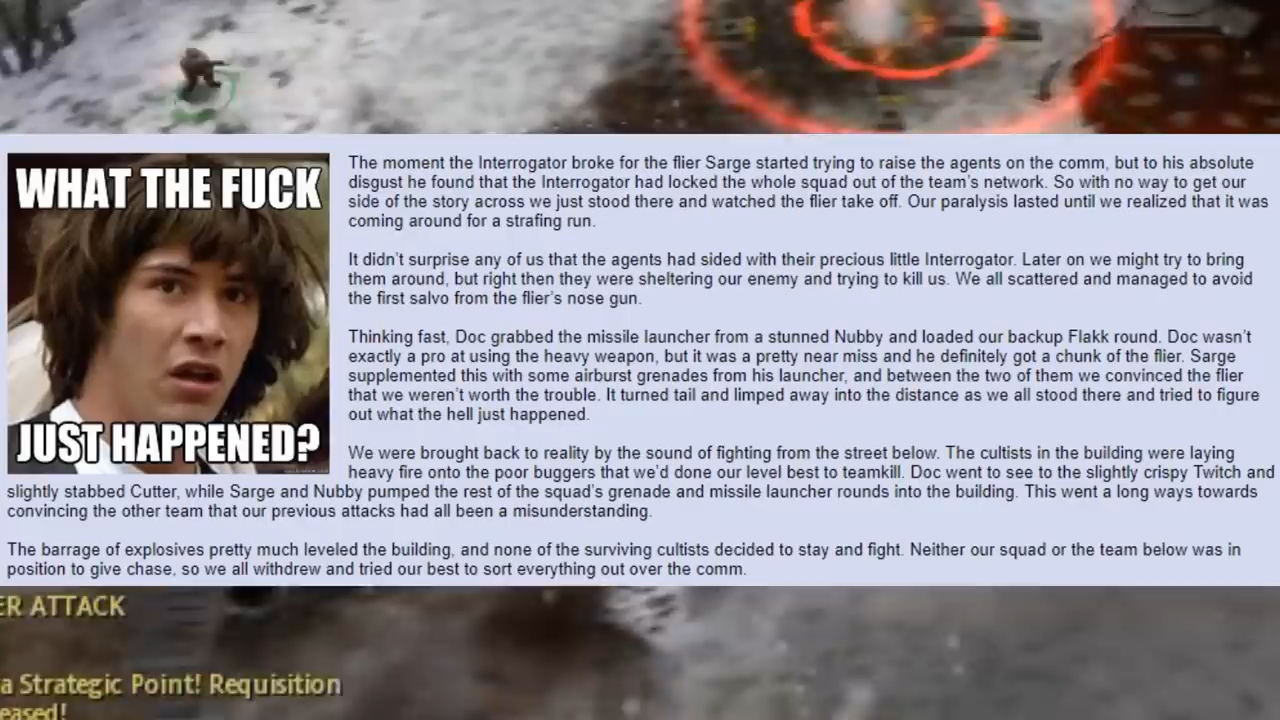 WHAT THE FUCK
JUST HAPPENED?
The moment the Interrogator broke for the flier Sarge started trying to raise the agents on the comm, but to his absolute
disgust he found that the Interrogator had locked the whole squad out of the team's network. So with no way to get our
side of the story across we just stood there and watched the flier take off. Our paralysis lasted until we realized that it was
coming around for a strafing run.
It didn't surprise any of us that the agents had sided with their precious little Interrogator. Later on we might try to bring
them around, but right then they were sheltering our enemy and trying to kill us. We all scattered and managed to avoid
the first salvo from the flier's nose gun.
Thinking fast, Doc grabbed the missile launcher from a stunned Nubby and loaded our backup Flakk round. Doc wasn't
exactly a pro at using the heavy weapon, but it was a pretty near miss and he definitely got a chunk of the flier. Sarge
supplemented this with some airburst grenades from his launcher, and between the two of them we convinced the flier
that we weren't worth the trouble. It turned tail and limped away into the distance as we all stood there and tried to figure
out what the hell just happened.
We were brought back to reality by the sound of fighting from the street below. The cultists in the building were laying
heavy fire onto the poor buggers that we'd done our level best to teamkill. Doc went to see to the slightly crispy Twitch and
slightly stabbed Cutter, while Sarge and Nubby pumped the rest of the squad's grenade and missile launcher rounds into the building. This went a long ways towards
convincing the other team that our previous attacks had all been a misunderstanding.
The barrage of explosives pretty much leveled the building, and none of the surviving cultists decided to stay and fight. Neither our squad or the team below was in
position to give chase, so we all withdrew and tried our best to sort everything out over the comm.
ER ATTACK
a Strategic Point! Requisition
eased!